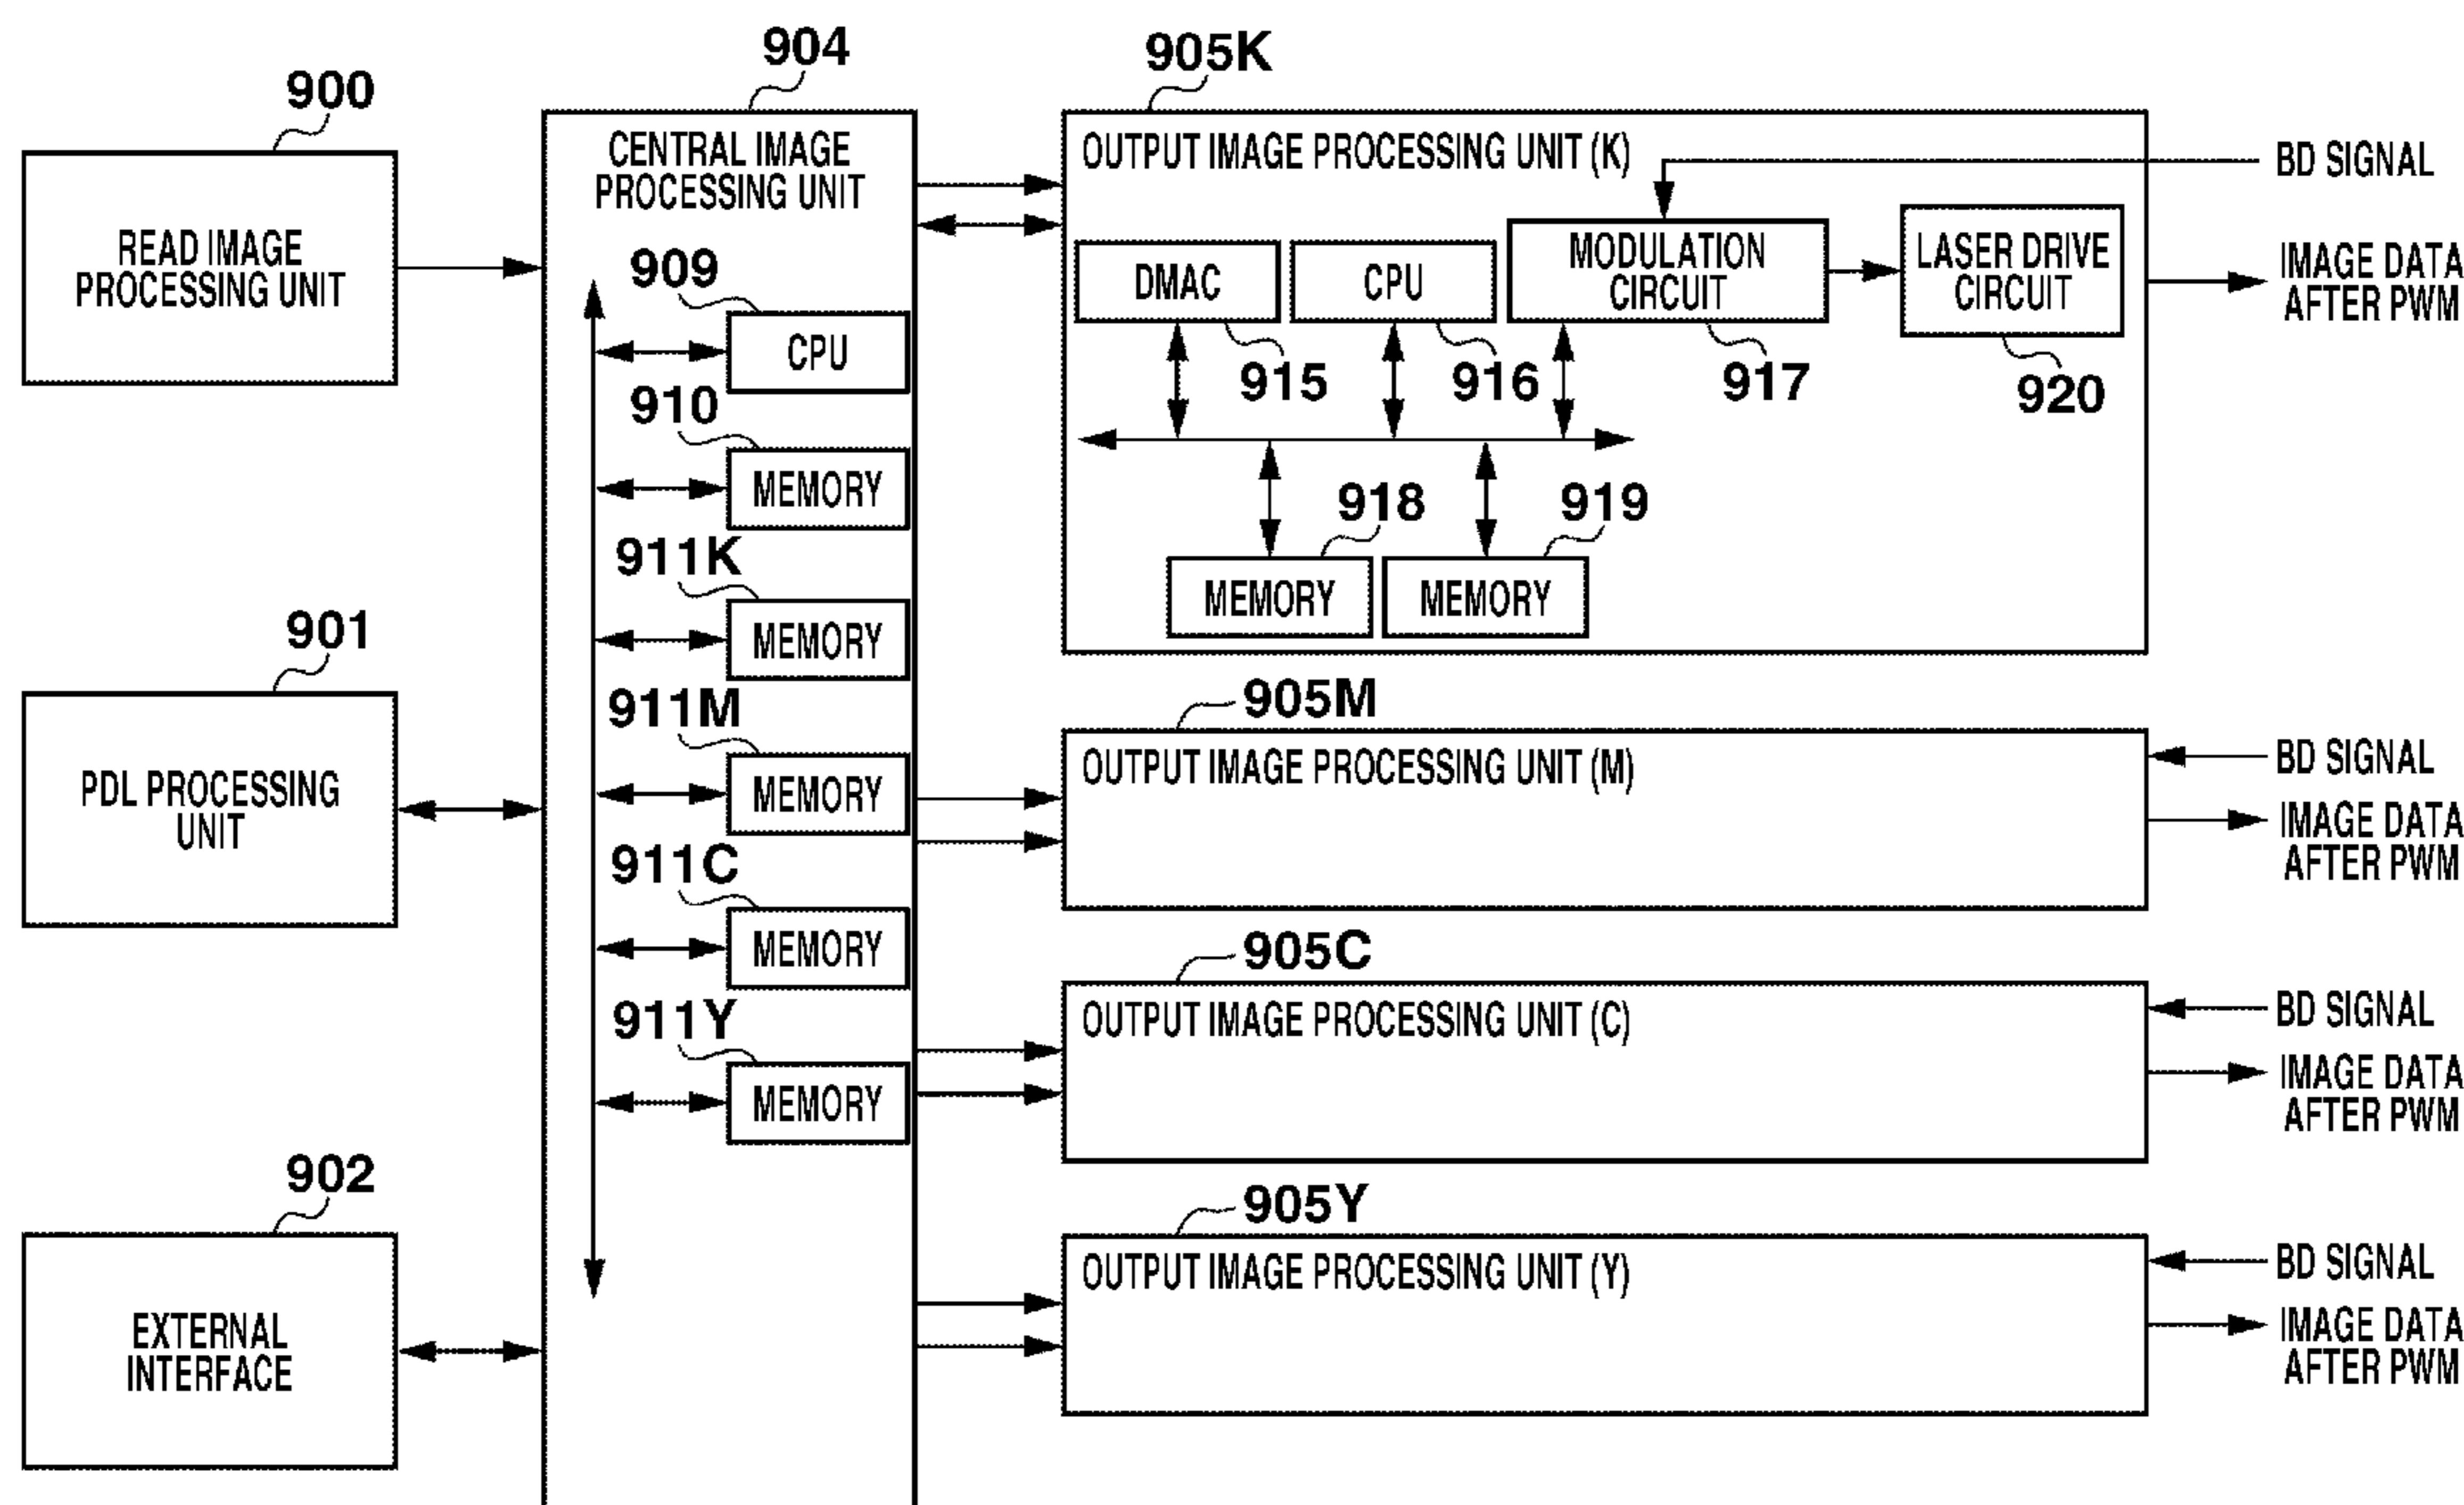 900
READ IMAGE
PROCESSING UNIT
901
PDL PROCESSING
UNIT
902
EXTERNAL
INTERFACE
904
CENTRAL IMAGE
PROCESSING UNIT
909
CPU
910
MEMORY
911K
MEMORY
911M
MEMORY
911C
MEMORY
911Y
MEMORY
905K
OUTPUT IMAGE PROCESSING UNIT (K)
DMAC
915
CPU
916
MODULATION
CIRCUIT
917
LASER DRIVE
CIRCUIT
920
918
MEMORY
919
MEMORY
BD SIGNAL
IMAGE DATA
AFTER PWM
905M
OUTPUT IMAGE PROCESSING UNIT (M)
BD SIGNAL
IMAGE DATA
AFTER PWM
905C
OUTPUT IMAGE PROCESSING UNIT (C)
BD SIGNAL
IMAGE DATA
AFTER PWM
905Y
OUTPUT IMAGE PROCESSING UNIT (Y)
BD SIGNAL
IMAGE DATA
AFTER PWM